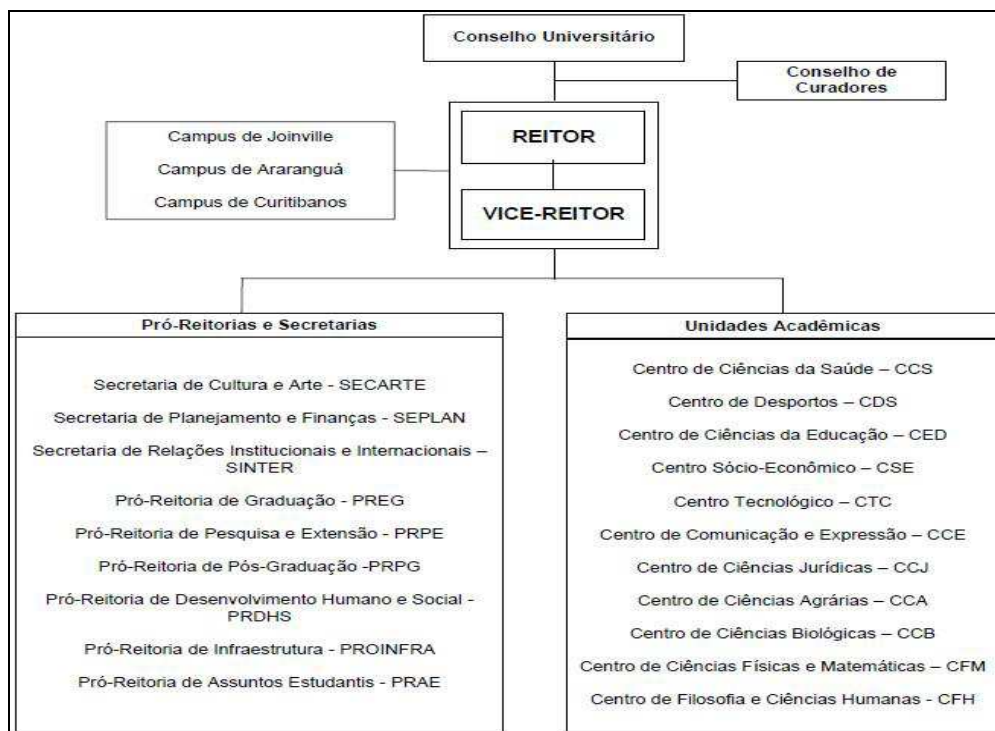 Conselho Universitário
Conselho de
Curadores
Campus de Joinville
Campus de Araranguá
Campus de Curitibanos
REITOR
VICE-REITOR
Pró-Reitorias e Secretarias
Secretaria de Cultura e Arte - SECARTE
Secretaria de Planejamento e Finanças - SEPLAN
Secretaria de Relações Institucionais e Internacionais –
SINTER
Pró-Reitoria de Graduação - PREG
Pró-Reitoria de Pesquisa e Extensão - PRPE
Pró-Reitoria de Pós-Graduação -PRPG
Pró-Reitoria de Desenvolvimento Humano e Social -
PRDHS
Pró-Reitoria de Infraestrutura - PROINFRA
Pró-Reitoria de Assuntos Estudantis - PRAE
Unidades Acadêmicas
Centro de Ciências da Saúde – CCS
Centro de Desportos – CDS
Centro de Ciências da Educação – CED
Centro Sócio-Econômico – CSE
Centro Tecnológico – CTC
Centro de Comunicação e Expressão – CCE
Centro de Ciências Jurídicas – CCJ
Centro de Ciências Agrárias – CCA
Centro de Ciências Biológicas – CCB
Centro de Ciências Físicas e Matemáticas – CFM
Centro de Filosofia e Ciências Humanas - CFH